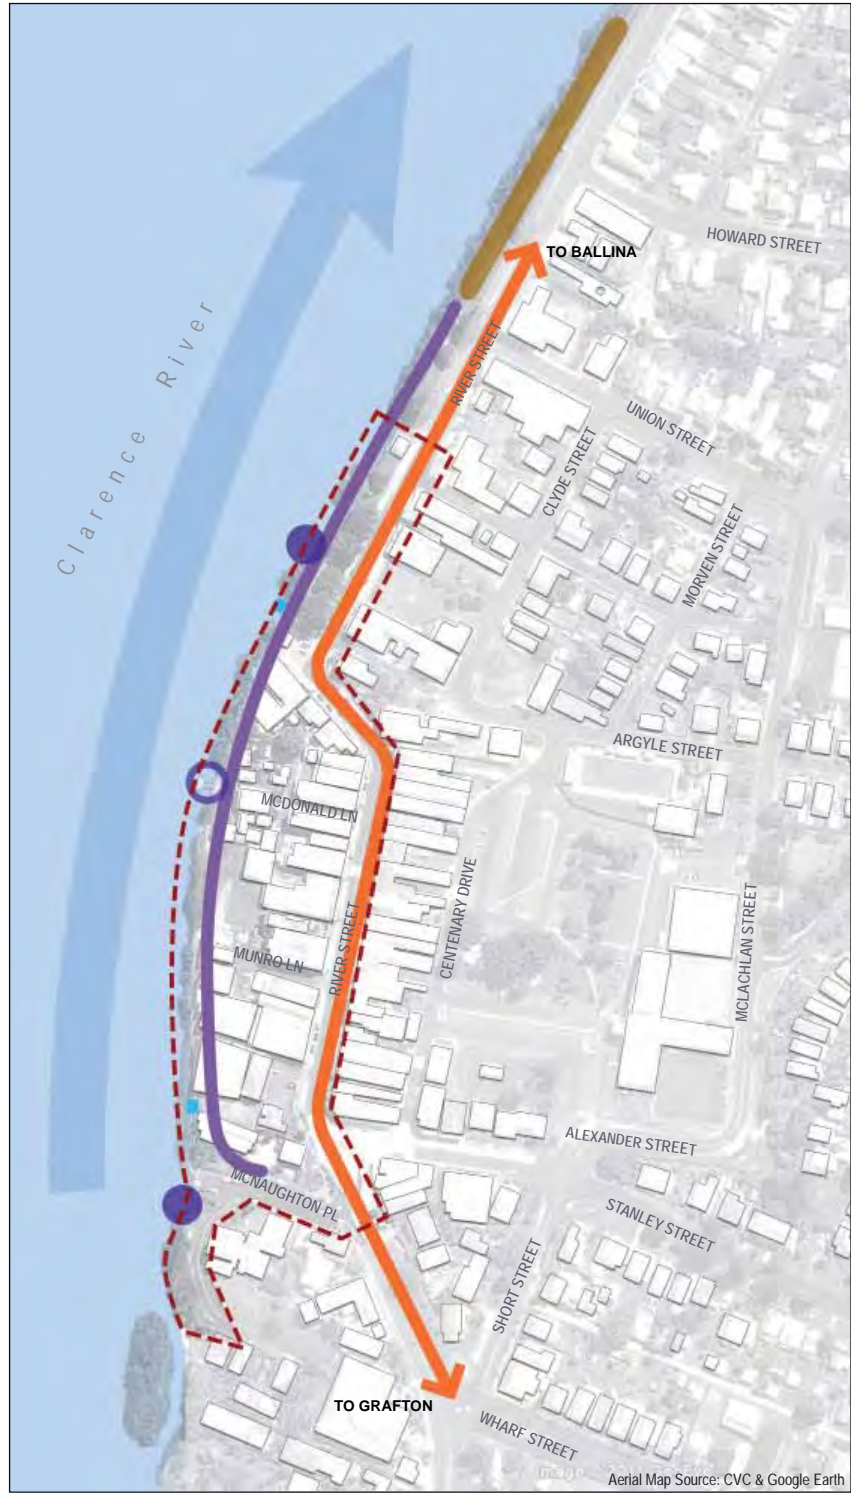 HOWARD STREET
TO BALLINA
Clarence River
RIVER STREET
UNION STREET
CLYDE STREET
MORVEN STREET
ARGYLE STREET
MCDONALD LN
CENTENARY DRIVE
MCLACHLAN STREET
RIVER STREET
MUNRO LN
ALEXANDER STREET
MCNAUGHTON PL
STANLEY STREET
SHORT STREET
TO GRAFTON
WHARF STREET
Aerial Map Source: CVC & Google Earth